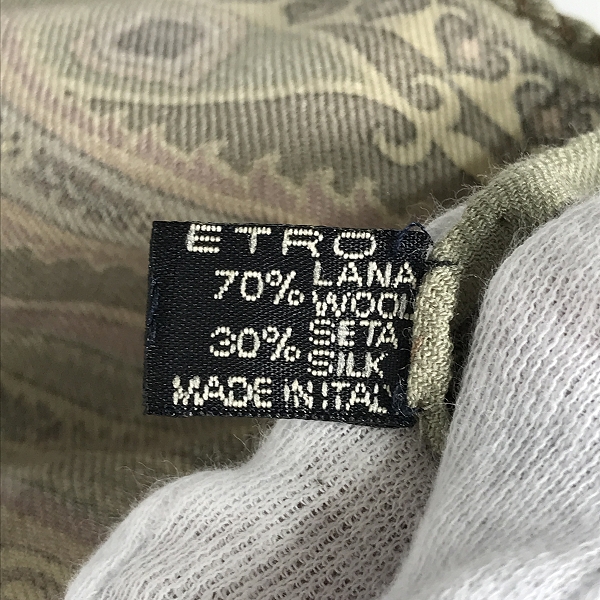 ETRO
70% LANA
WOOL
30% SETA
SILK
MADE IN ITALY